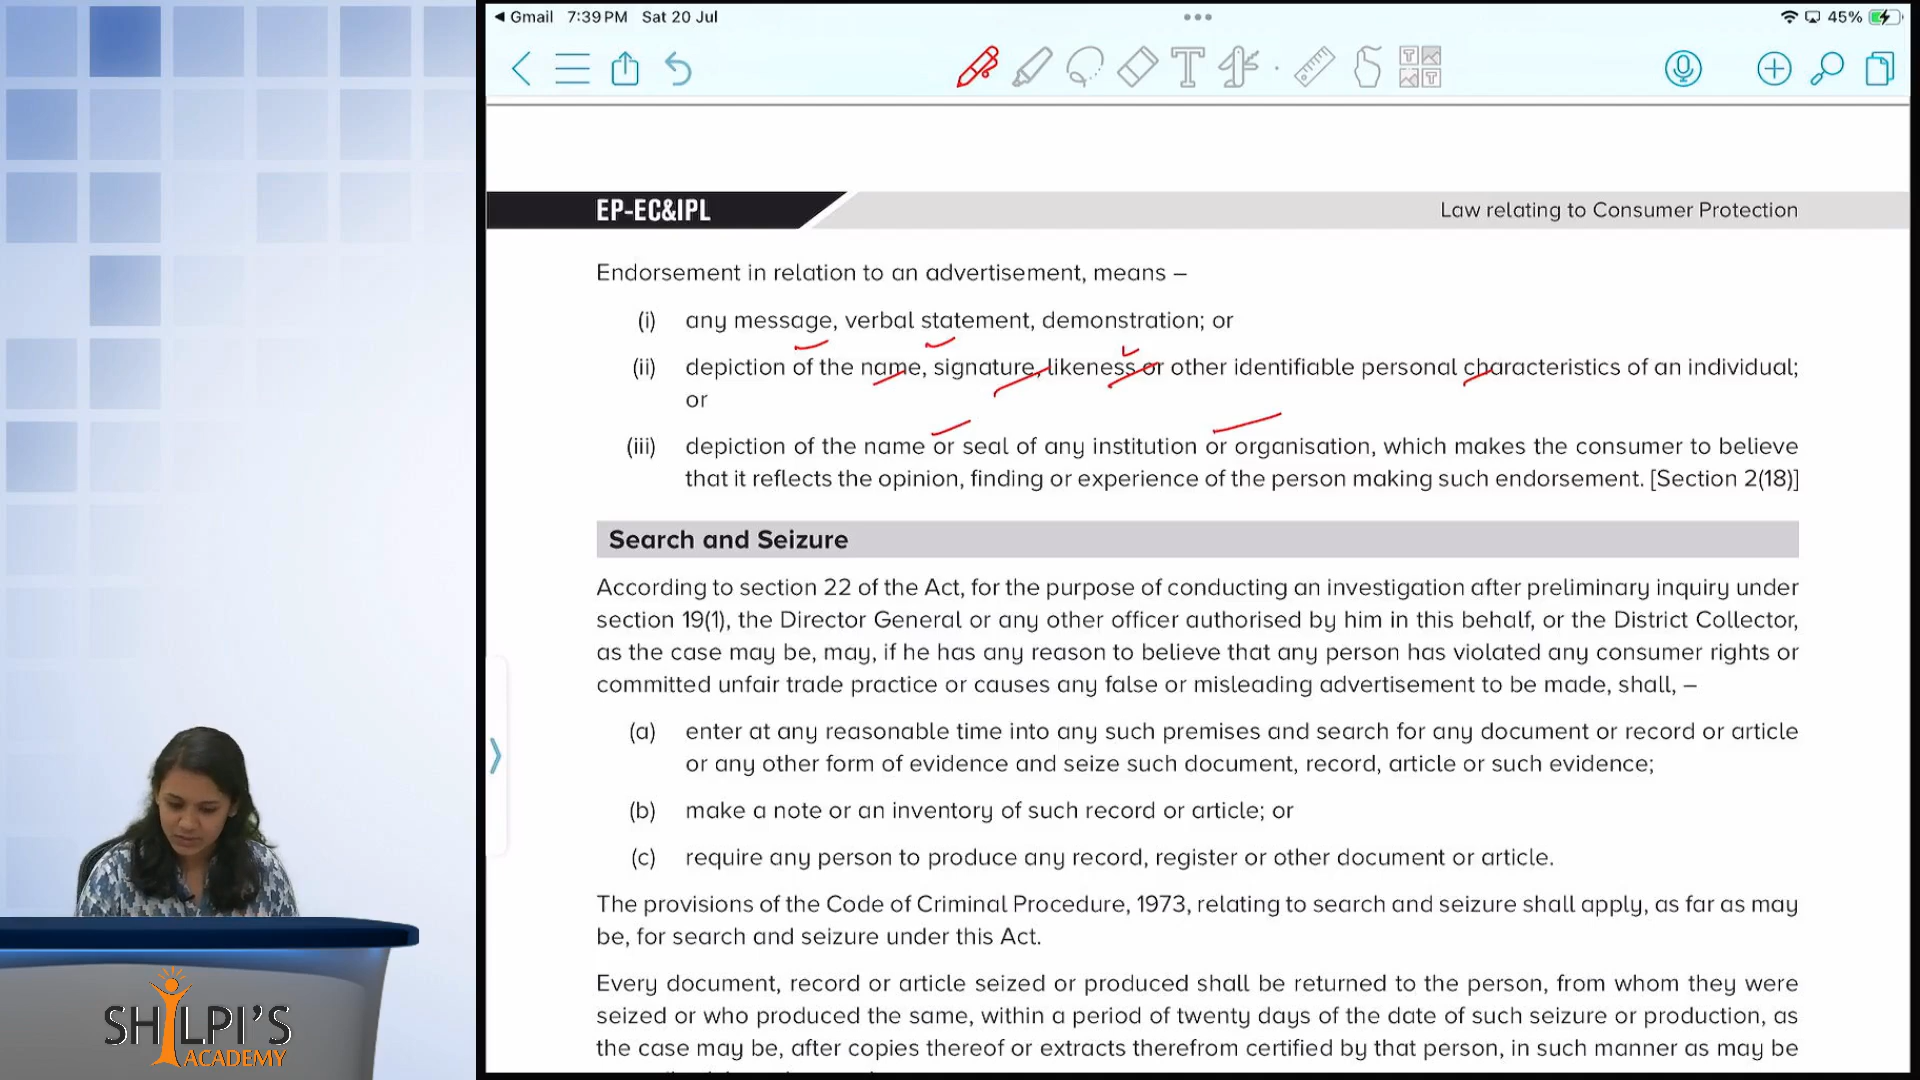 Gmail 7:39 PM Sat 20 Jul
45%
EP-EC&IPL
Law relating to Consumer Protection
Endorsement in relation to an advertisement, means –
(i) any message, verbal statement, demonstration; or
(ii) depiction of the name, signature, likeness or other identifiable personal characteristics of an individual;
or
(iii) depiction of the name or seal of any institution or organisation, which makes the consumer to believe
that it reflects the opinion, finding or experience of the person making such endorsement. [Section 2(18)]
Search and Seizure
According to section 22 of the Act, for the purpose of conducting an investigation after preliminary inquiry under
section 19(1), the Director General or any other officer authorised by him in this behalf, or the District Collector,
as the case may be, may, if he has any reason to believe that any person has violated any consumer rights or
committed unfair trade practice or causes any false or misleading advertisement to be made, shall, –
(a) enter at any reasonable time into any such premises and search for any document or record or article
or any other form of evidence and seize such document, record, article or such evidence;
(b) make a note or an inventory of such record or article; or
(c) require any person to produce any record, register or other document or article.
The provisions of the Code of Criminal Procedure, 1973, relating to search and seizure shall apply, as far as may
be, for search and seizure under this Act.
Every document, record or article seized or produced shall be returned to the person, from whom they were
seized or who produced the same, within a period of twenty days of the date of such seizure or production, as
the case may be, after copies thereof or extracts therefrom certified by that person, in such manner as may be
SHILPI'S
ACADEMY